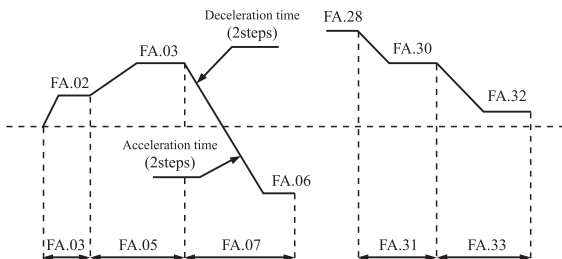 Deceleration time
(2steps)
FA.28
FA.03
FA.30
FA.02
FA.32
Acceleration time
(2steps)
FA.06
FA.03
FA.05
FA.07
FA.31
FA.33